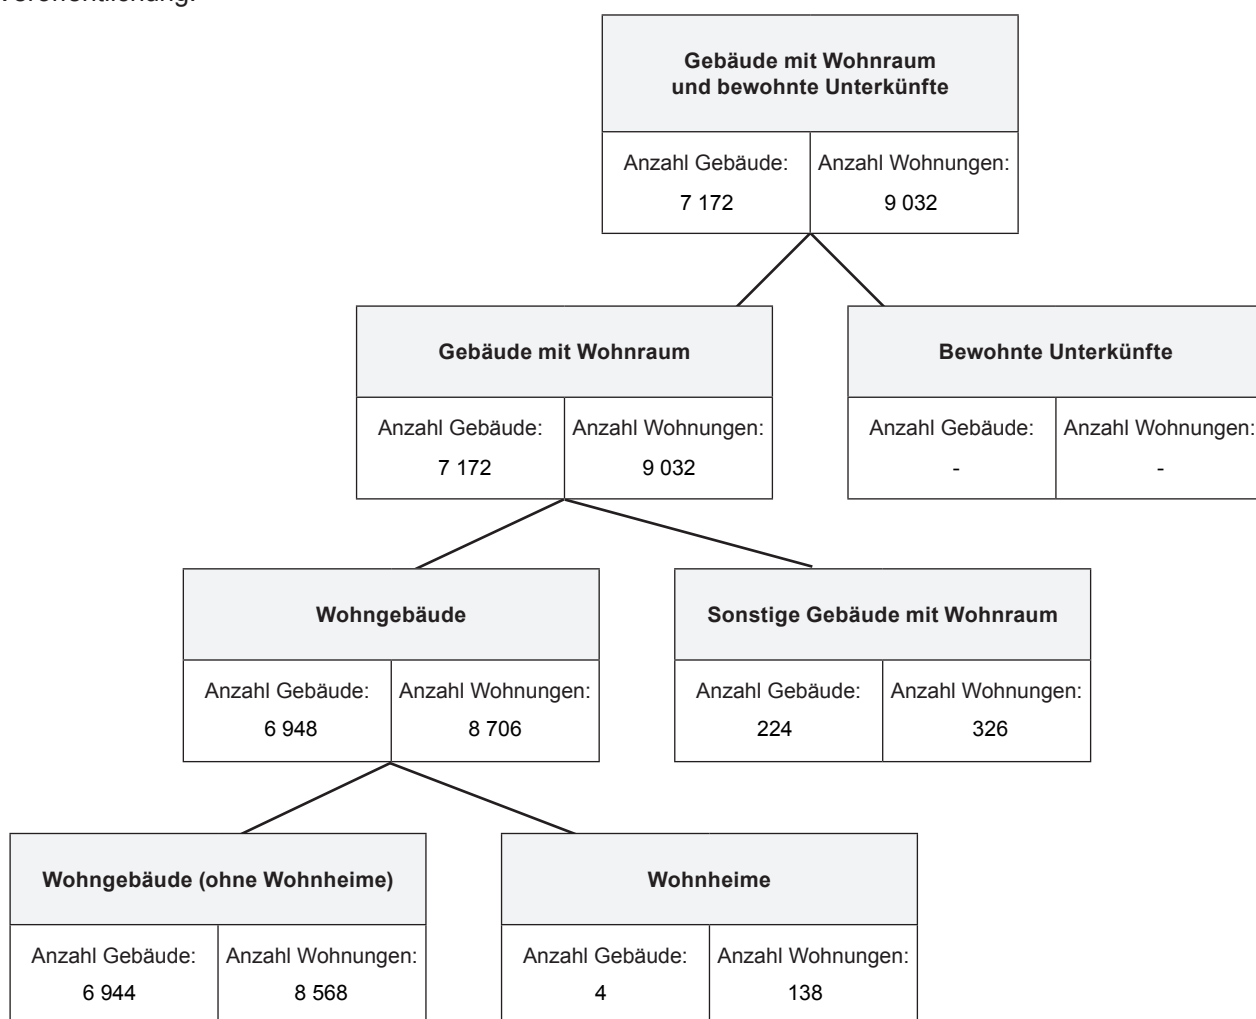 Veröffentlichung.
Gebäude mit Wohnraum
und bewohnte Unterkünfte
Anzahl Gebäude: Anzahl Wohnungen:
7 172 9 032
Gebäude mit Wohnraum Bewohnte Unterkünfte
Anzahl Gebäude: Anzahl Wohnungen: Anzahl Gebäude: Anzahl Wohnungen:
7 172 9 032 - -
Wohngebäude Sonstige Gebäude mit Wohnraum
Anzahl Gebäude: Anzahl Wohnungen: Anzahl Gebäude: Anzahl Wohnungen:
6 948 8 706 224 326
Wohngebäude (ohne Wohnheime) Wohnheime
Anzahl Gebäude: Anzahl Wohnungen: Anzahl Gebäude: Anzahl Wohnungen:
6 944 8 568 4 138